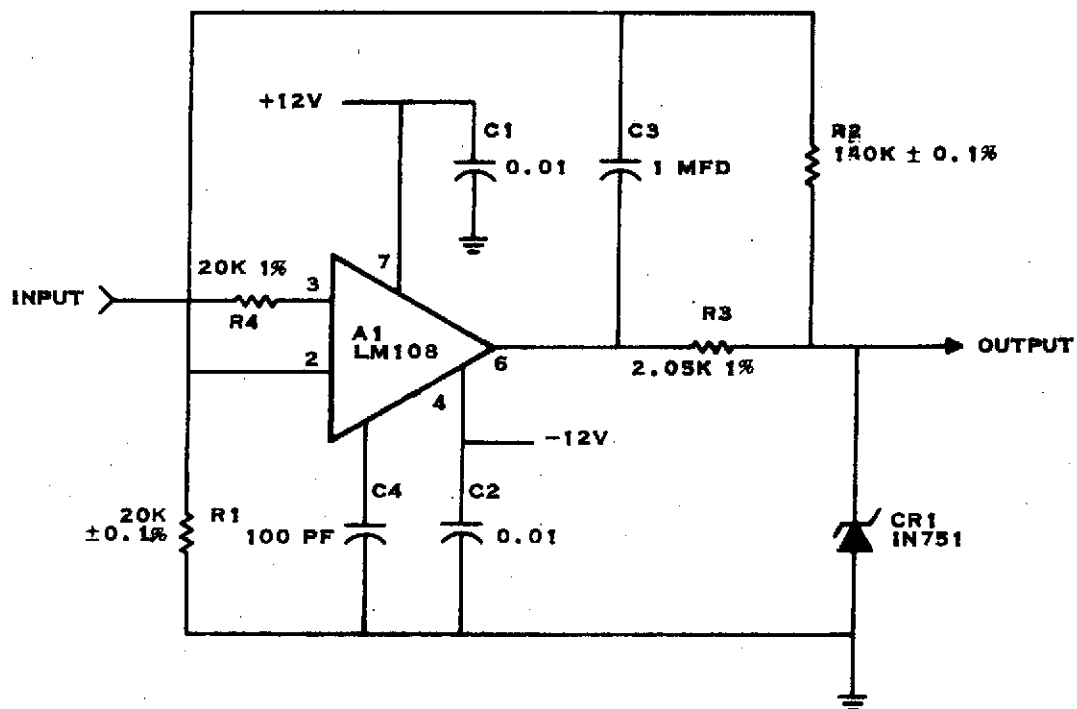 +12V
C1
0.01
C3
1 MFD
R2
140K ± 0.1%
INPUT
20K 1%
R4
3
7
A1
LM108
2
6
4
R3
2.05K 1%
OUTPUT
-12V
20K
±0.1%
R1
C4
100 PF
C2
0.01
CR1
IN751